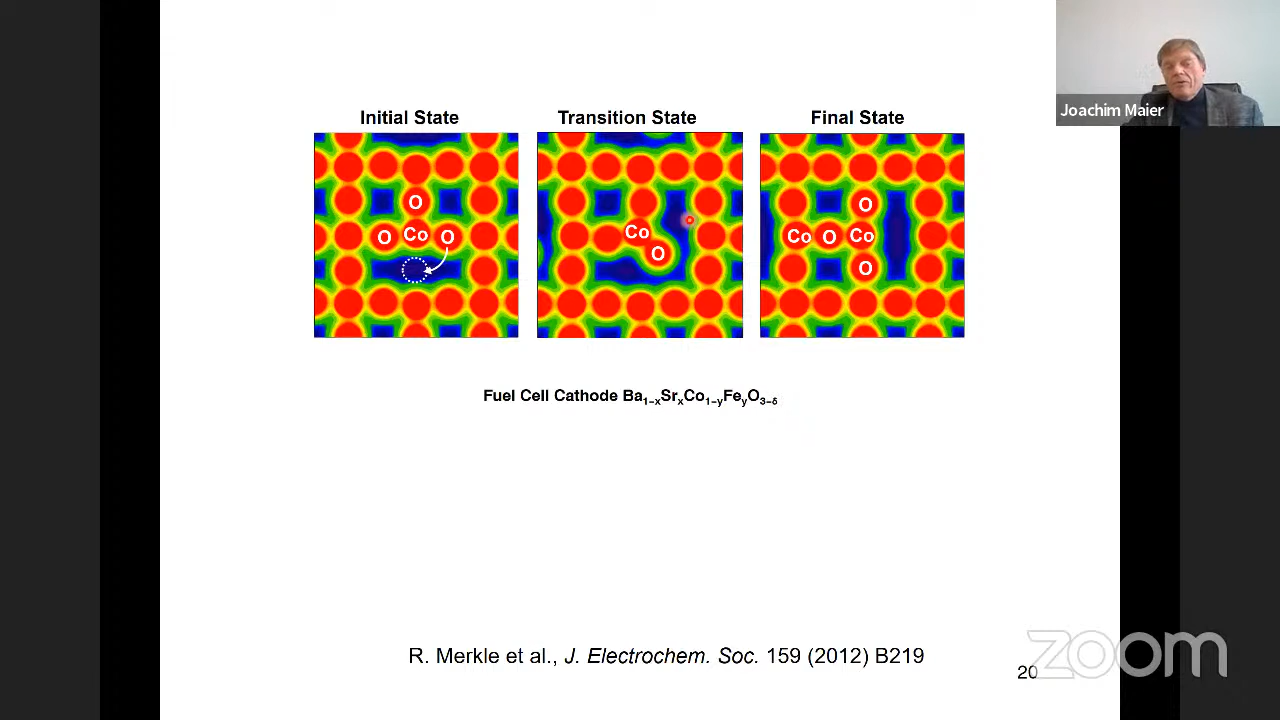 Joachim Maier
Initial State
Transition State
Final State
O
O Co O
Co
O
O
Co O Co
O
Fuel Cell Cathode Ba₁₋ₓSrₓCo₁₋yFeyO₃₋δ
R. Merkle et al., J. Electrochem. Soc. 159 (2012) B219
20
zoom